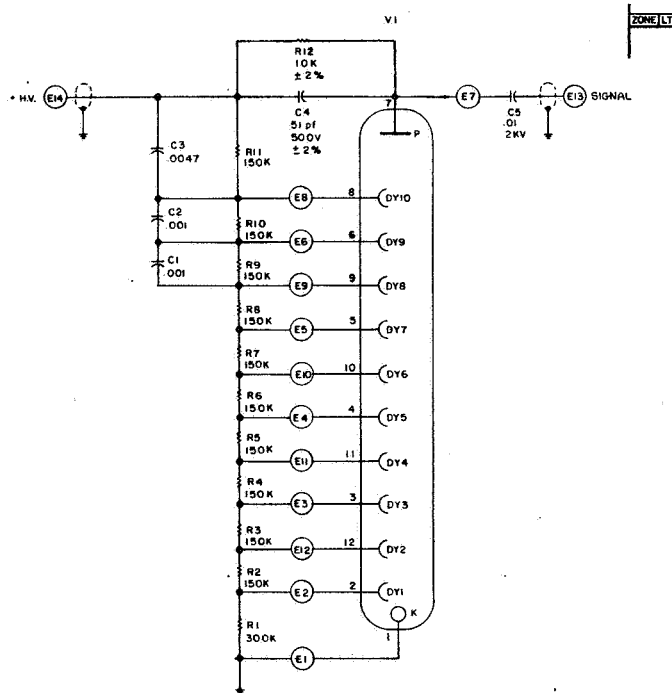 V1
ZONE LT
R12
10K
±2%
+ H.V. E14
C4
51 pf
500V
±2%
7
P
E7
C5
.01
2KV
E13 SIGNAL
C3
.0047
R11
150K
E8 8 DY10
C2
.001
R10
150K
E6 6 DY9
C1
.001
R9
150K
E9 9 DY8
R8
150K
E5 5 DY7
R7
150K
E10 10 DY6
R6
150K
E4 4 DY5
R5
150K
E11 11 DY4
R4
150K
E3 3 DY3
R3
150K
E12 12 DY2
R2
150K
E2 2 DY1
R1
300K
K
1
E1